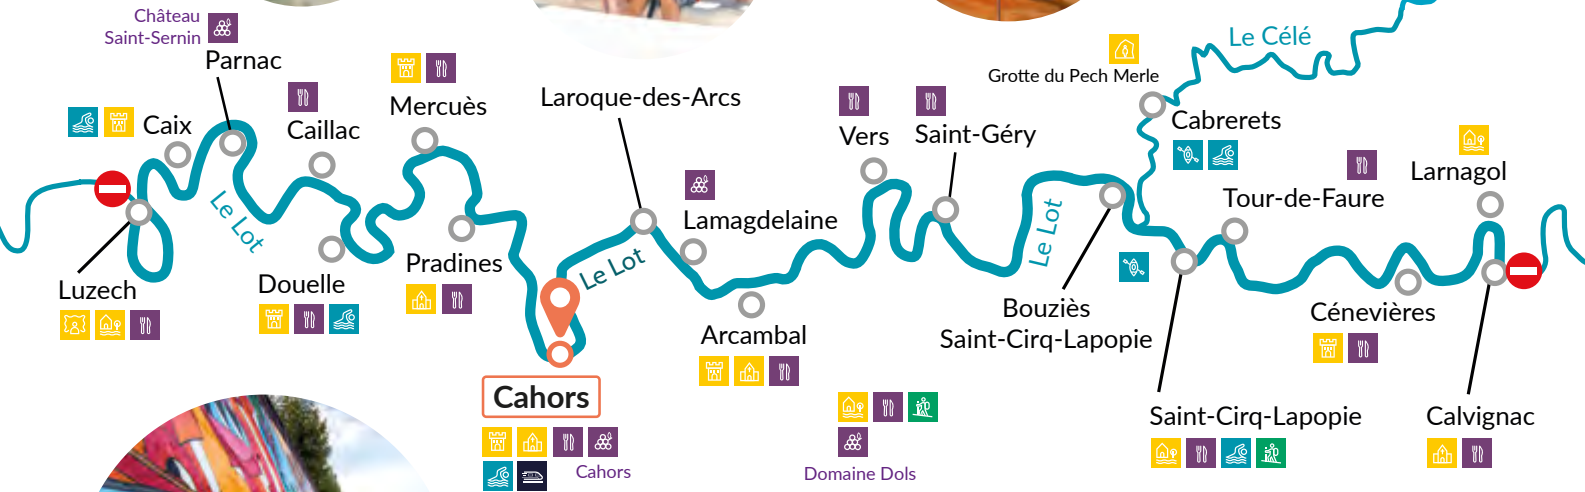 Château
Saint-Sernin
Parnac
Caix
Caillac
Mercuès
Laroque-des-Arcs
Vers
Saint-Géry
Grotte du Pech Merle
Le Célé
Cabrerets
Larnagol
Tour-de-Faure
Le Lot
Luzech
Douelle
Pradines
Le Lot
Lamagdelaine
Le Lot
Arcambal
Bouziès
Saint-Cirq-Lapopie
Cénevières
Cahors
Cahors
Domaine Dols
Saint-Cirq-Lapopie
Calvignac